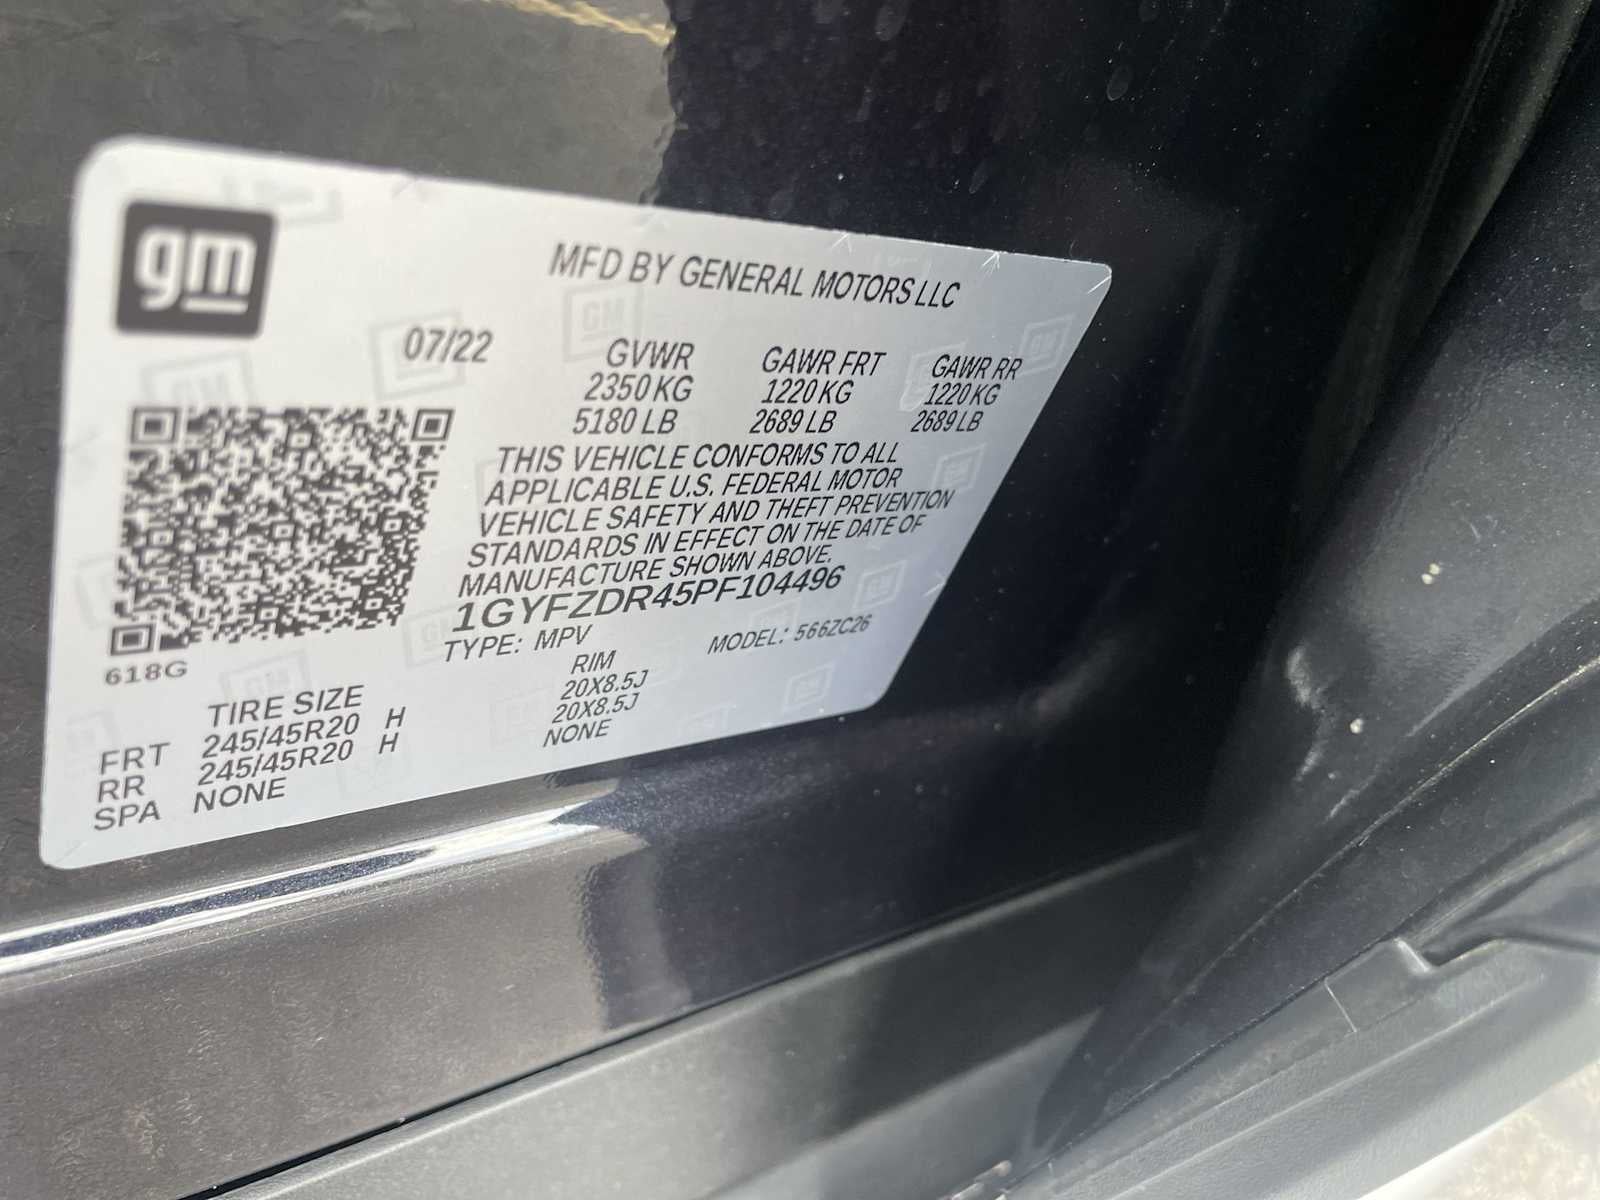 gm
MFD BY GENERAL MOTORS LLC
07/22
GVWR GAWR FRT GAWR RR
2350 KG 1220 KG 1220 KG
5180 LB 2689 LB 2689 LB
THIS VEHICLE CONFORMS TO ALL
APPLICABLE U.S. FEDERAL MOTOR
VEHICLE SAFETY AND THEFT PREVENTION
STANDARDS IN EFFECT ON THE DATE OF
MANUFACTURE SHOWN ABOVE.
1GYFZDR45PF104496
TYPE: MPV MODEL: 566ZC26
618G
TIRE SIZE RIM
FRT 245/45R20 H 20X8.5J
RR 245/45R20 H 20X8.5J
SPA NONE NONE